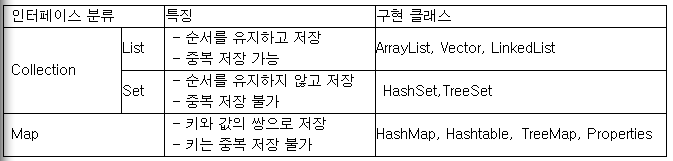 인터페이스 분류 특징 구현 클래스
Collection
List
- 순서를 유지하고 저장
- 중복 저장 가능
ArrayList, Vector, LinkedList
Set
- 순서를 유지하지 않고 저장
- 중복 저장 불가
HashSet,TreeSet
Map
- 키와 값의 쌍으로 저장
- 키는 중복 저장 불가
HashMap, Hashtable, TreeMap, Properties